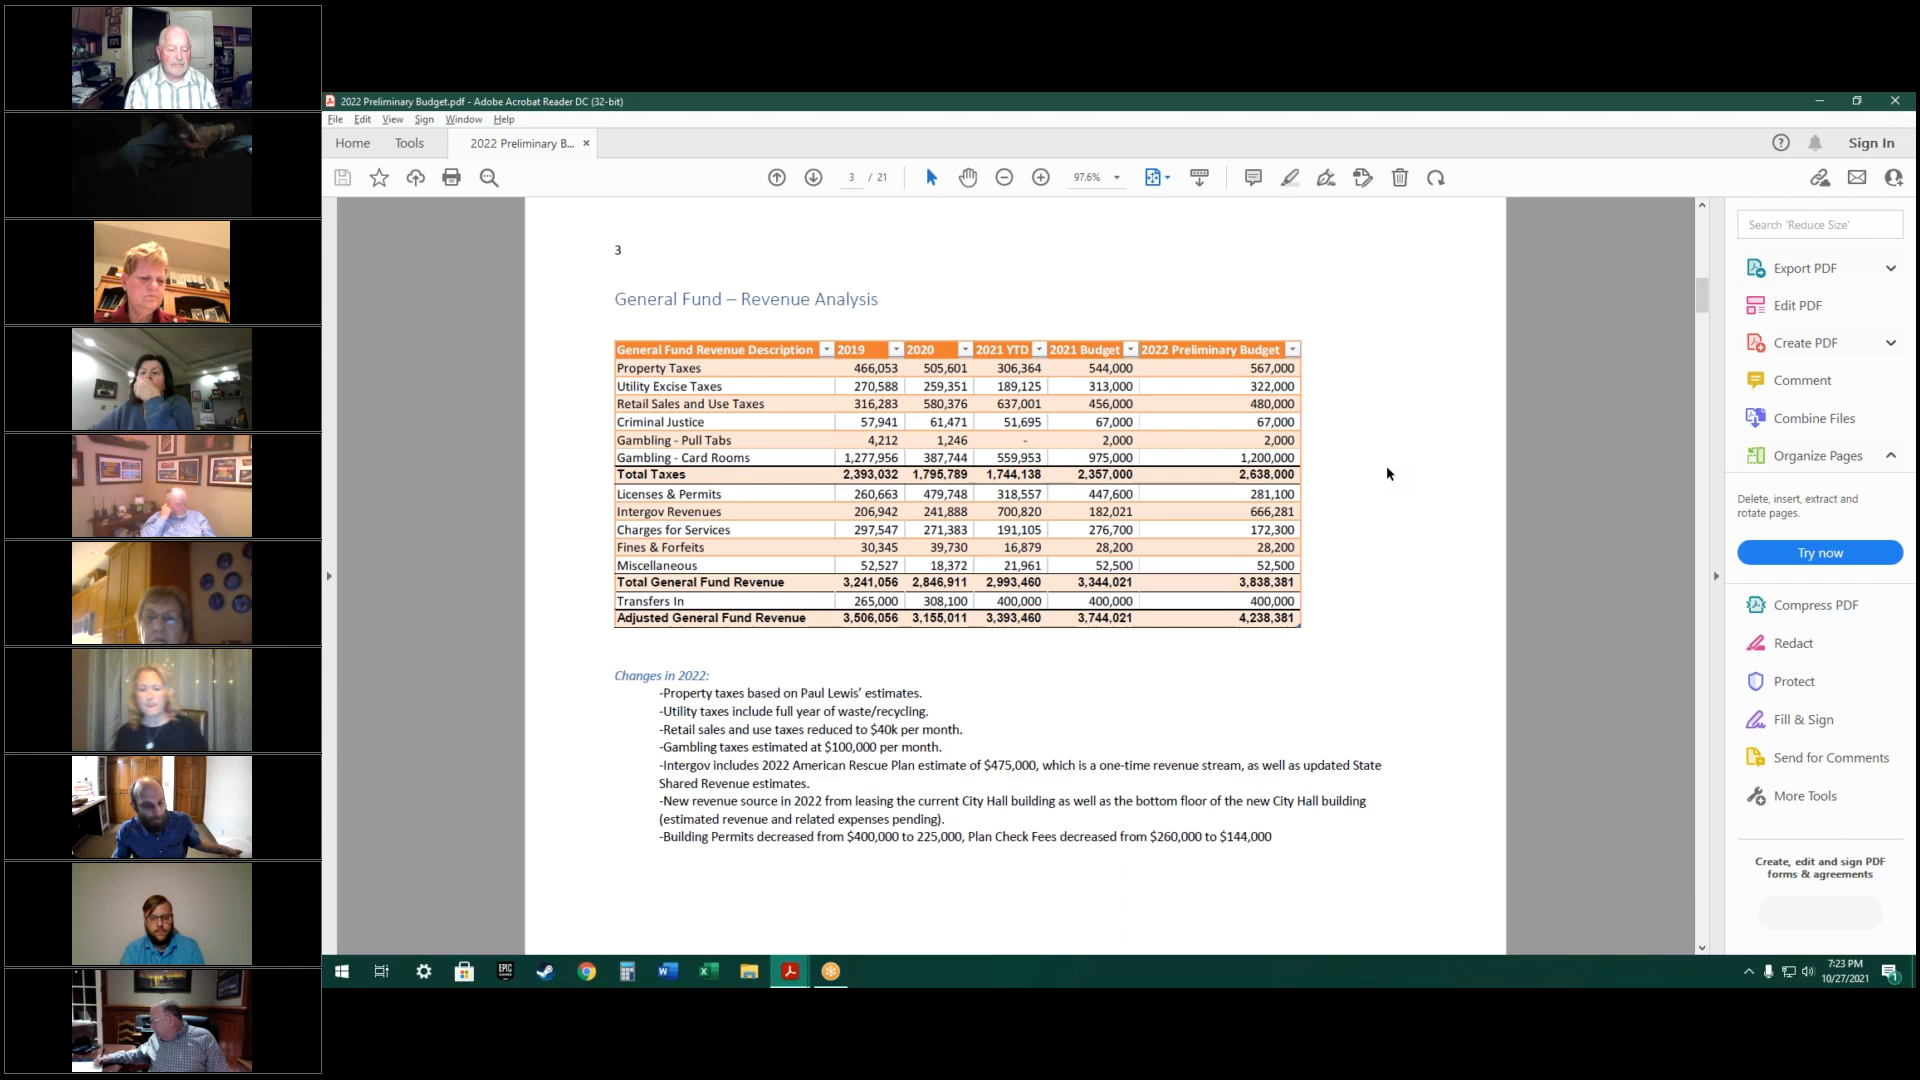 2022 Preliminary Budget.pdf - Adobe Acrobat Reader DC (32-bit)
File Edit View Sign Window Help
Home Tools 2022 Preliminary B... ×
Sign In
3 / 21 97.6%
3
General Fund – Revenue Analysis
General Fund Revenue Description 2019 2020 2021 YTD 2021 Budget 2022 Preliminary Budget
Property Taxes 466,053 505,601 306,364 544,000 567,000
Utility Excise Taxes 270,588 259,351 189,125 313,000 322,000
Retail Sales and Use Taxes 316,283 580,376 637,001 456,000 480,000
Criminal Justice 57,941 61,471 51,695 67,000 67,000
Gambling - Pull Tabs 4,212 1,246 - 2,000 2,000
Gambling - Card Rooms 1,277,956 387,744 559,953 975,000 1,200,000
Total Taxes 2,393,032 1,795,789 1,744,138 2,357,000 2,638,000
Licenses & Permits 260,663 479,748 318,557 447,600 281,100
Intergov Revenues 206,942 241,888 700,820 182,021 666,281
Charges for Services 297,547 271,383 191,105 276,700 172,300
Fines & Forfeits 30,345 39,730 16,879 28,200 28,200
Miscellaneous 52,527 18,372 21,961 52,500 52,500
Total General Fund Revenue 3,241,056 2,846,911 2,993,460 3,344,021 3,838,381
Transfers In 265,000 308,100 400,000 400,000 400,000
Adjusted General Fund Revenue 3,506,056 3,155,011 3,393,460 3,744,021 4,238,381
Changes in 2022:
-Property taxes based on Paul Lewis’ estimates.
-Utility taxes include full year of waste/recycling.
-Retail sales and use taxes reduced to $40k per month.
-Gambling taxes estimated at $100,000 per month.
-Intergov includes 2022 American Rescue Plan estimate of $475,000, which is a one-time revenue stream, as well as updated State
Shared Revenue estimates.
-New revenue source in 2022 from leasing the current City Hall building as well as the bottom floor of the new City Hall building
(estimated revenue and related expenses pending).
-Building Permits decreased from $400,000 to 225,000, Plan Check Fees decreased from $260,000 to $144,000
Search 'Reduce Size'
Export PDF
Edit PDF
Create PDF
Comment
Combine Files
Organize Pages
Delete, insert, extract and
rotate pages.
Try now
Compress PDF
Redact
Protect
Fill & Sign
Send for Comments
More Tools
Create, edit and sign PDF
forms & agreements
EPIC
7:23 PM
10/27/2021
1